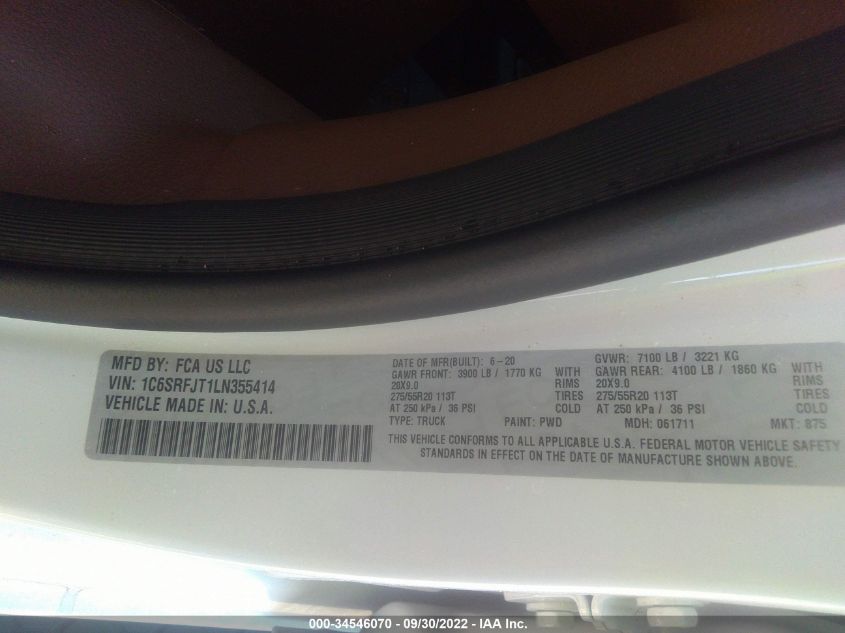 MFD BY: FCA US LLC
VIN: 1C6SRFJT1LN355414
VEHICLE MADE IN: U.S.A.
DATE OF MFR(BUILT): 6-20
GAWR FRONT: 3900 LB / 1770 KG WITH
20X9.0 RIMS
275/55R20 113T TIRES
AT 250 kPa / 36 PSI COLD
TYPE: TRUCK PAINT: PWD
GVWR: 7100 LB / 3221 KG
GAWR REAR: 4100 LB / 1860 KG WITH
20X9.0 RIMS
275/55R20 113T TIRES
AT 250 kPa / 36 PSI COLD
MDH: 061711 MKT: 875
THIS VEHICLE CONFORMS TO ALL APPLICABLE U.S.A. FEDERAL MOTOR VEHICLE SAFETY
STANDARDS IN EFFECT ON THE DATE OF MANUFACTURE SHOWN ABOVE.
000-34546070 - 09/30/2022 - IAA Inc.